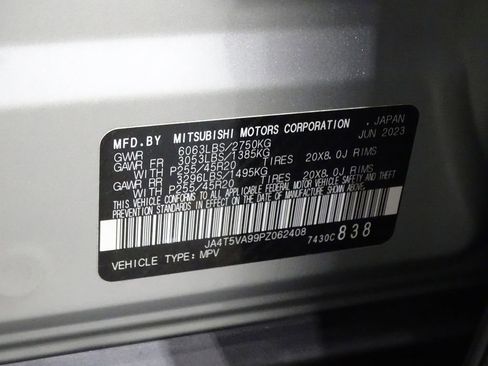 MFD.BY MITSUBISHI MOTORS CORPORATION . JAPAN
GVWR 6063LBS/2750KG JUN 2023
GAWR FR 3053LBS/1385KG
WITH P255/45R20 TIRES 20X8.0J RIMS
GAWR RR 3296LBS/1495KG
WITH P255/45R20 TIRES 20X8.0J RIMS
THIS VEHICLE CONFORMS TO ALL APPLICABLE FEDERAL MOTOR VEHICLE SAFETY AND THEFT
PREVENTION STANDARDS IN EFFECT ON THE DATE OF MANUFACTURE SHOWN ABOVE.
JA4T5VA99PZ062408 7430C 838
VEHICLE TYPE: MPV